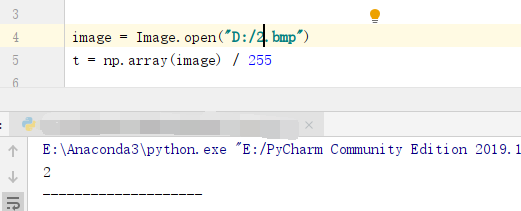 3
4 image = Image.open("D:/2.bmp")
5 t = np.array(image) / 255
6
:
E:\Anaconda3\python.exe "E:/PyCharm Community Edition 2019.1
2
--------------------